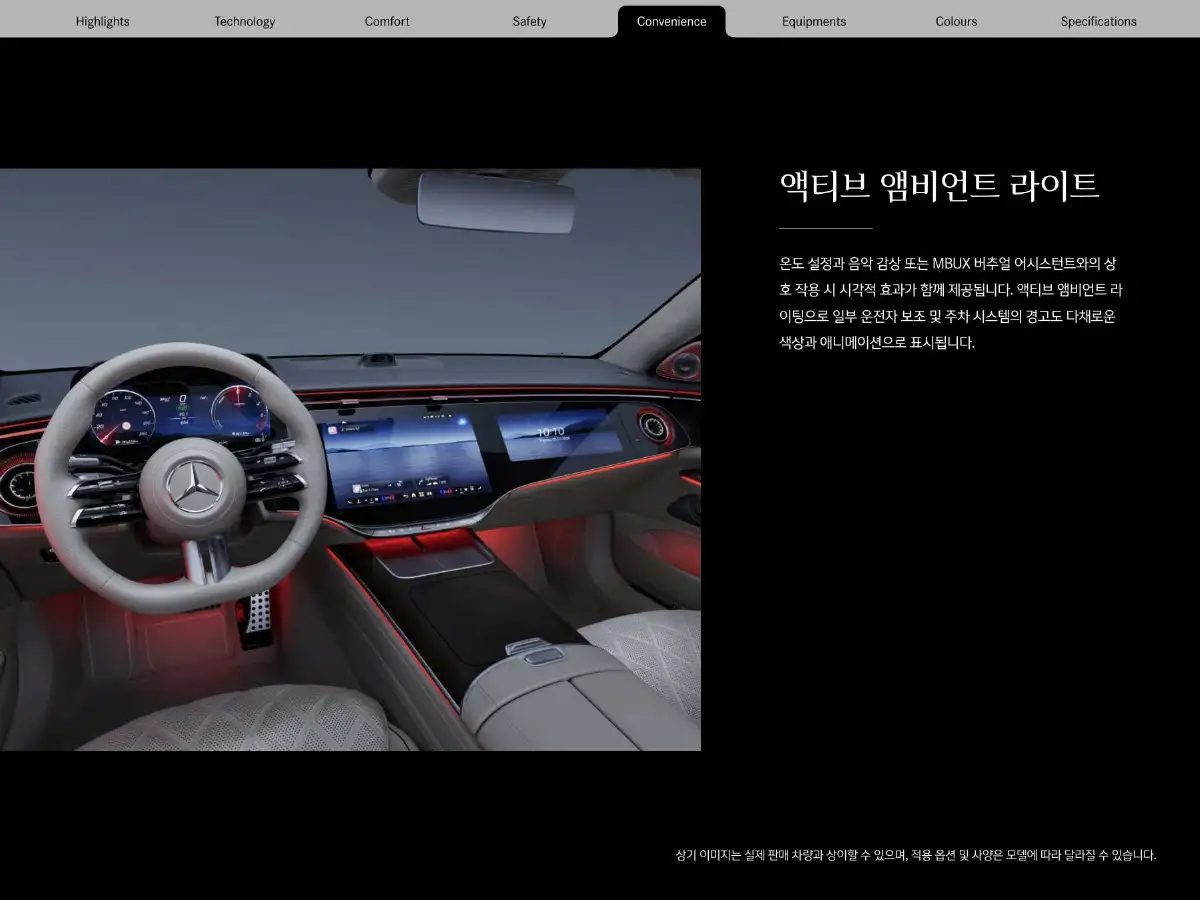 Highlights
Technology
Comfort
Safety
Convenience
Equipments
Colours
Specifications
액티브 앰비언트 라이트
온도 설정과 음악 감상 또는 MBUX 버추얼 어시스턴트와의 상
호 작용 시 시각적 효과가 함께 제공됩니다. 액티브 앰비언트 라
이팅으로 일부 운전자 보조 및 주차 시스템의 경고도 다채로운
색상과 애니메이션으로 표시됩니다.
10:10
상기 이미지는 실제 판매 차량과 상이할 수 있으며, 적용 옵션 및 사양은 모델에 따라 달라질 수 있습니다.